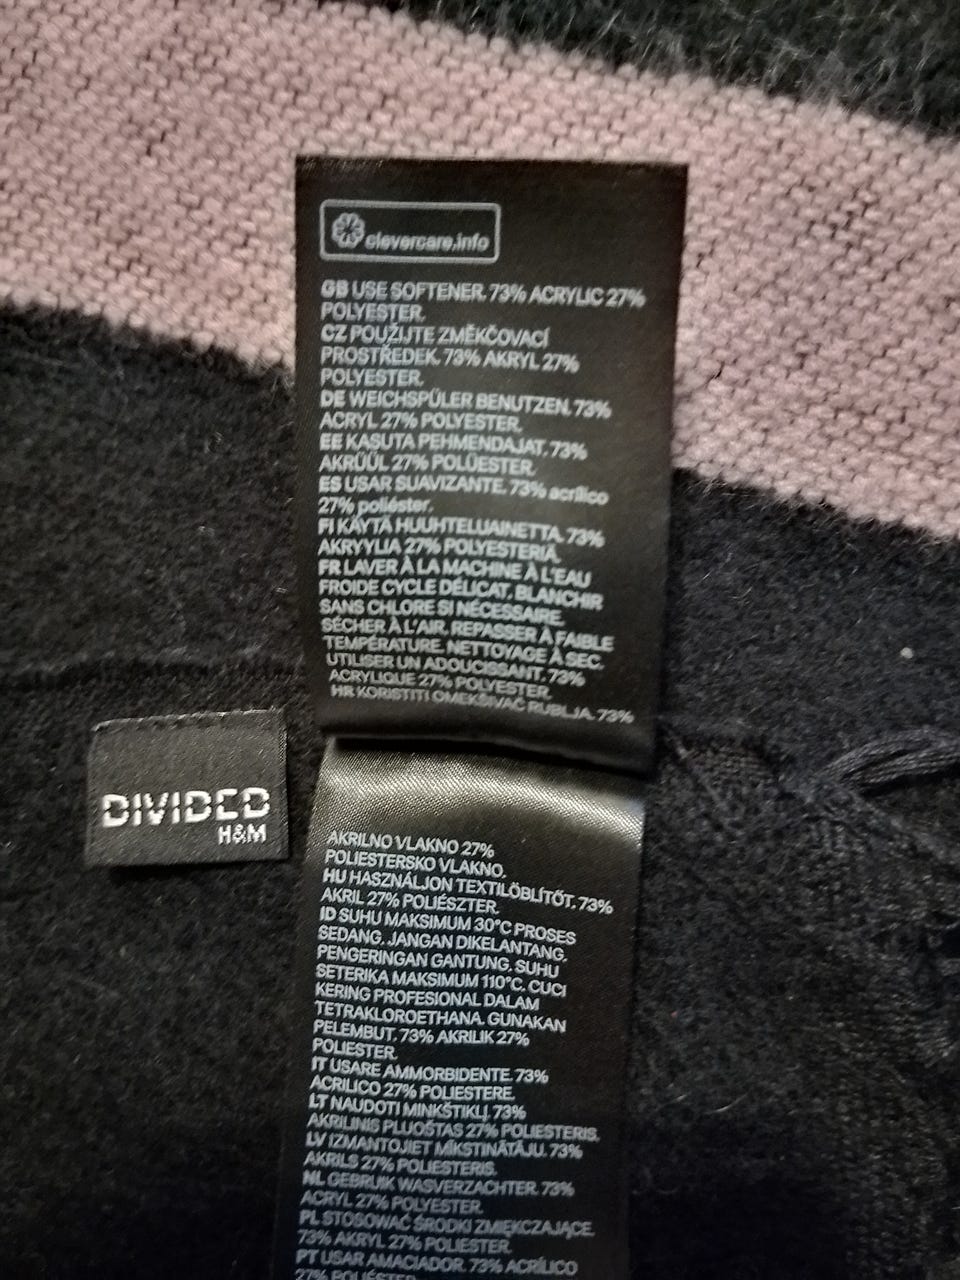 clevercare.info
GB USE SOFTENER. 73% ACRYLIC 27%
POLYESTER.
CZ POUŽIJTE ZMĚKČOVACÍ
PROSTŘEDEK. 73% AKRYL 27%
POLYESTER.
DE WEICHSPÜLER BENUTZEN. 73%
ACRYL 27% POLYESTER.
EE KASUTA PEHMENDAJAT. 73%
AKRÜÜL 27% POLÜESTER.
ES USAR SUAVIZANTE. 73% acrílico
27% poliéster.
FI KÄYTÄ HUUHTELUAINETTA. 73%
AKRYYLIA 27% POLYESTERIA.
FR LAVER À LA MACHINE À L'EAU
FROIDE CYCLE DÉLICAT. BLANCHIR
SANS CHLORE SI NÉCESSAIRE.
SÉCHER À L'AIR. REPASSER À FAIBLE
TEMPÉRATURE. NETTOYAGE À SEC.
UTILISER UN ADOUCISSANT. 73%
ACRYLIQUE 27% POLYESTER.
HR KORISTITI OMEKŠIVAČ RUBLJA. 73%
DIVIDED
H&M
AKRILNO VLAKNO 27%
POLIESTERSKO VLAKNO.
HU HASZNÁLJON TEXTILÖBLÍTŐT. 73%
AKRIL 27% POLIÉSZTER.
ID SUHU MAKSIMUM 30°C PROSES
SEDANG. JANGAN DIKELANTANG.
PENGERINGAN GANTUNG. SUHU
SETERIKA MAKSIMUM 110°C. CUCI
KERING PROFESIONAL DALAM
TETRAKLOROETHANA. GUNAKAN
PELEMBUT. 73% AKRILIK 27%
POLIESTER.
IT USARE AMMORBIDENTE. 73%
ACRILICO 27% POLIESTERE.
LT NAUDOTI MINKŠTIKLĮ. 73%
AKRILINIS PLUOŠTAS 27% POLIESTERIS.
LV IZMANTOJIET MĪKSTINĀTĀJU. 73%
AKRILS 27% POLIESTERIS.
NL GEBRUIK WASVERZACHTER. 73%
ACRYL 27% POLYESTER.
PL STOSOWAĆ ŚRODKI ZMIĘKCZAJĄCE.
73% AKRYL 27% POLIESTER.
PT USAR AMACIADOR. 73% ACRÍLICO
27% POLIÉSTER